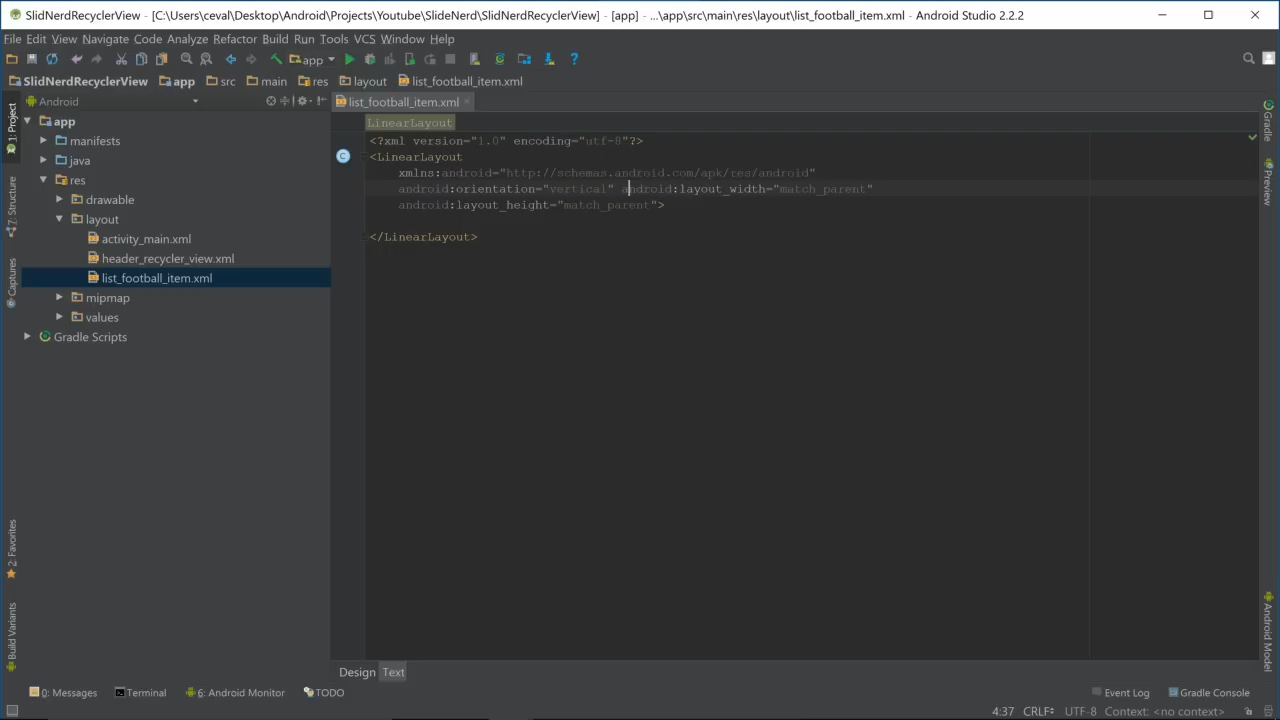 SlidNerdRecyclerView - [C:\Users\ceval\Desktop\Android\Projects\Youtube\SlideNerd\SlidNerdRecyclerView] - [app] - ...\app\src\main\res\layout\list_football_item.xml - Android Studio 2.2.2
File Edit View Navigate Code Analyze Refactor Build Run Tools VCS Window Help
app
SlidNerdRecyclerView app src main res layout list_football_item.xml
Android
list_football_item.xml
1: Project
7: Structure
Captures
2: Favorites
Build Variants
app
manifests
java
res
drawable
layout
activity_main.xml
header_recycler_view.xml
list_football_item.xml
mipmap
values
Gradle Scripts
LinearLayout
<?xml version="1.0" encoding="utf-8"?>
<LinearLayout
xmlns:android="http://schemas.android.com/apk/res/android"
android:orientation="vertical" android:layout_width="match_parent"
android:layout_height="match_parent">
</LinearLayout>
Gradle
Preview
Android Model
Design Text
0: Messages Terminal 6: Android Monitor TODO Event Log Gradle Console
4:37 CRLF UTF-8 Context: <no context>